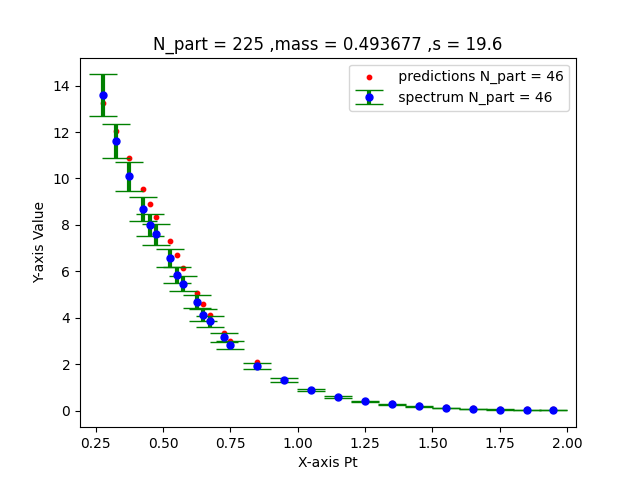 N_part = 225 ,mass = 0.493677 ,s = 19.6
predictions N_part = 46
spectrum N_part = 46
Y-axis Value
14
12
10
8
6
4
2
0
0.25 0.50 0.75 1.00 1.25 1.50 1.75 2.00
X-axis Pt